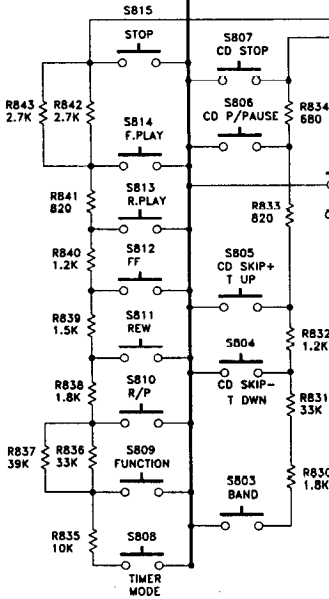 S815
STOP
S807
CD STOP
R843
2.7K
R842
2.7K
S806
CD P/PAUSE
R834
680
S814
F.PLAY
S813
R.PLAY
R841
820
R833
820
S812
FF
R840
1.2K
S805
CD SKIP+
T UP
S811
REW
R839
1.5K
R832
1.2K
S804
CD SKIP-
T DWN
S810
R/P
R838
1.8K
R831
33K
R837
39K
R836
33K
S809
FUNCTION
R830
1.8K
S803
BAND
R835
10K
S808
TIMER
MODE